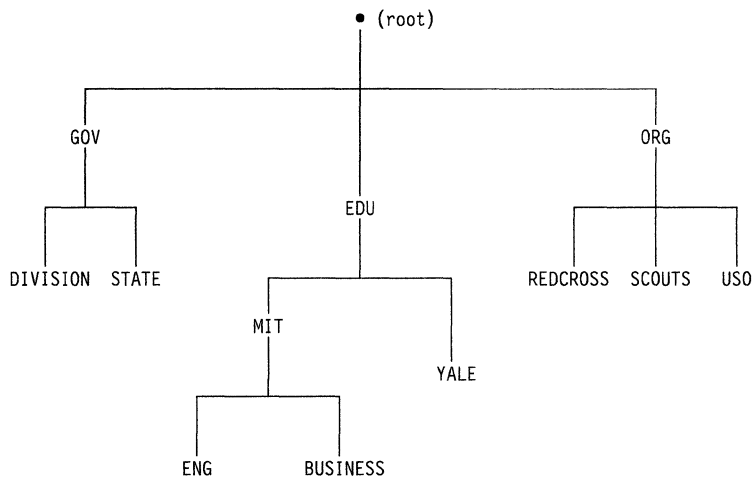 (root)
GOV
ORG
EDU
DIVISION STATE
REDCROSS SCOUTS USO
MIT
YALE
ENG
BUSINESS